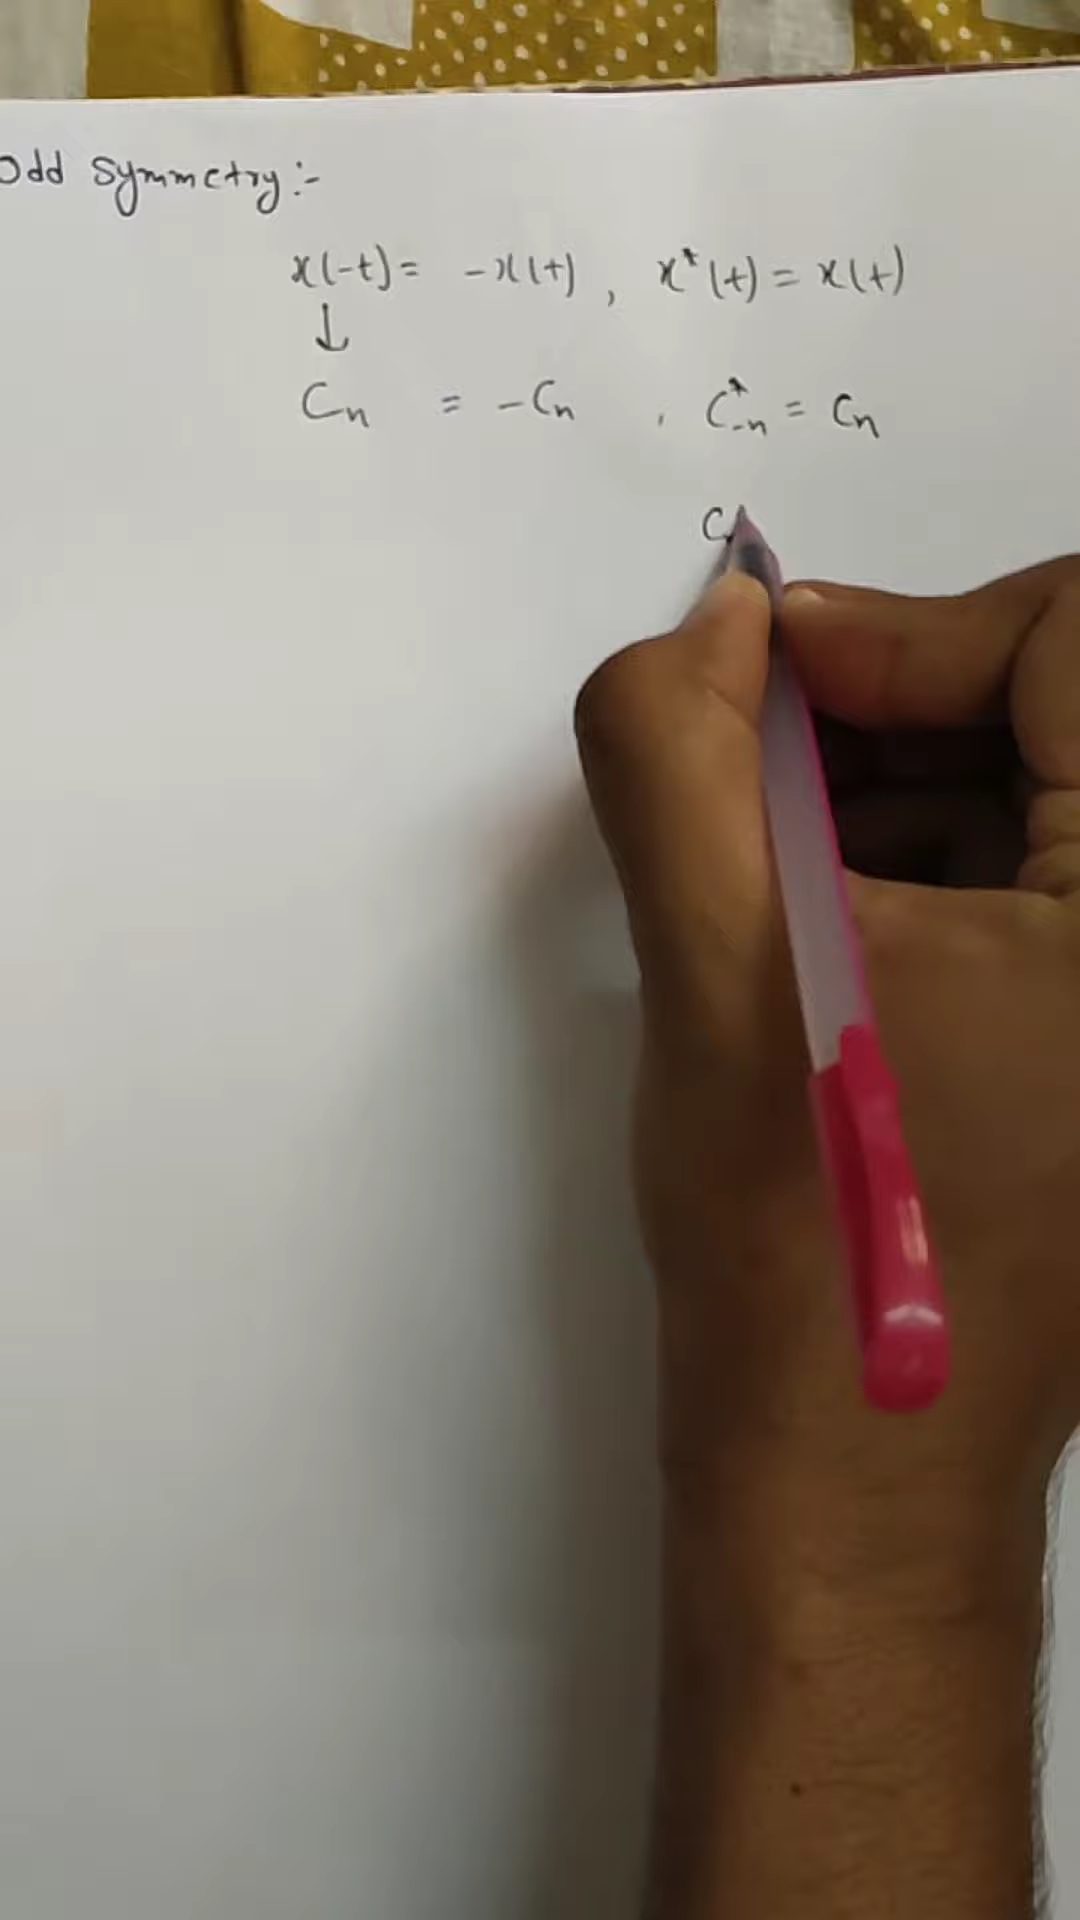 Odd Symmetry :-
x(-t) = -x(t) , x*(t) = x(t)
↓
Cn = -Cn , C*-n = Cn
C